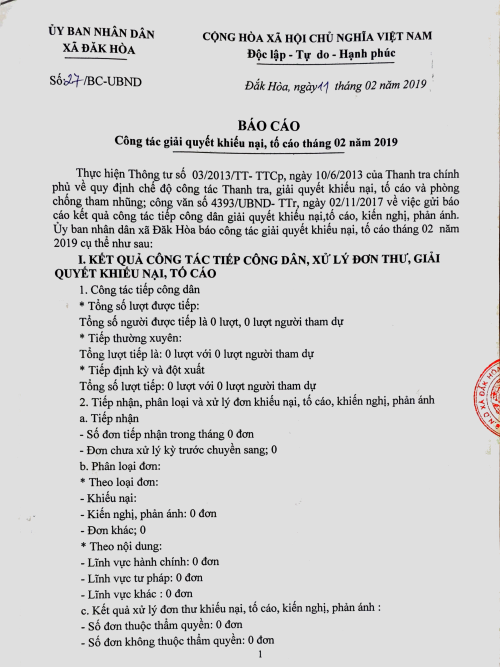 ỦY BAN NHÂN DÂN
XÃ ĐĂK HÒA
CỘNG HÒA XÃ HỘI CHỦ NGHĨA VIỆT NAM
Độc lập - Tự do - Hạnh phúc
Số:27/BC-UBND
Đắk Hòa, ngày 11 tháng 02 năm 2019
BÁO CÁO
Công tác giải quyết khiếu nại, tố cáo tháng 02 năm 2019
Thực hiện Thông tư số 03/2013/TT- TTCp, ngày 10/6/2013 của Thanh tra chính
phủ về quy định chế độ công tác Thanh tra, giải quyết khiếu nại, tố cáo và phòng
chống tham nhũng; công văn số 4393/UBND- TTr, ngày 02/11/2017 về việc gửi báo
cáo kết quả công tác tiếp công dân giải quyết khiếu nại,tố cáo, kiến nghị, phản ánh.
Ủy ban nhân dân xã Đăk Hòa báo công tác giải quyết khiếu nại, tố cáo tháng 02 năm
2019 cụ thể như sau:
I. KẾT QUẢ CÔNG TÁC TIẾP CÔNG DÂN, XỬ LÝ ĐƠN THƯ, GIẢI
QUYẾT KHIẾU NẠI, TỐ CÁO
1. Công tác tiếp công dân
* Tổng số lượt được tiếp:
Tổng số người được tiếp là 0 lượt, 0 lượt người tham dự
* Tiếp thường xuyên:
Tổng lượt tiếp là: 0 lượt với 0 lượt người tham dự
* Tiếp định kỳ và đột xuất
Tổng số lượt tiếp: 0 lượt với 0 lượt người tham dự
2. Tiếp nhận, phân loại và xử lý đơn khiếu nại, tố cáo, khiến nghị, phản ánh
a. Tiếp nhận
- Số đơn tiếp nhận trong tháng 0 đơn
- Đơn chưa xử lý kỳ trước chuyền sang; 0
b. Phân loại đơn:
* Theo loại đơn:
- Khiếu nại:
- Kiến nghị, phản ánh: 0 đơn
- Đơn khác; 0
* Theo nội dung:
- Lĩnh vực hành chính: 0 đơn
- Lĩnh vực tư pháp: 0 đơn
- Lĩnh vực khác : 0 đơn
c. Kết quả xử lý đơn thư khiếu nại, tố cáo, kiến nghị, phản ánh :
- Số đơn thuộc thẩm quyền: 0 đơn
- Số đơn không thuộc thẩm quyền: 0 đơn
1